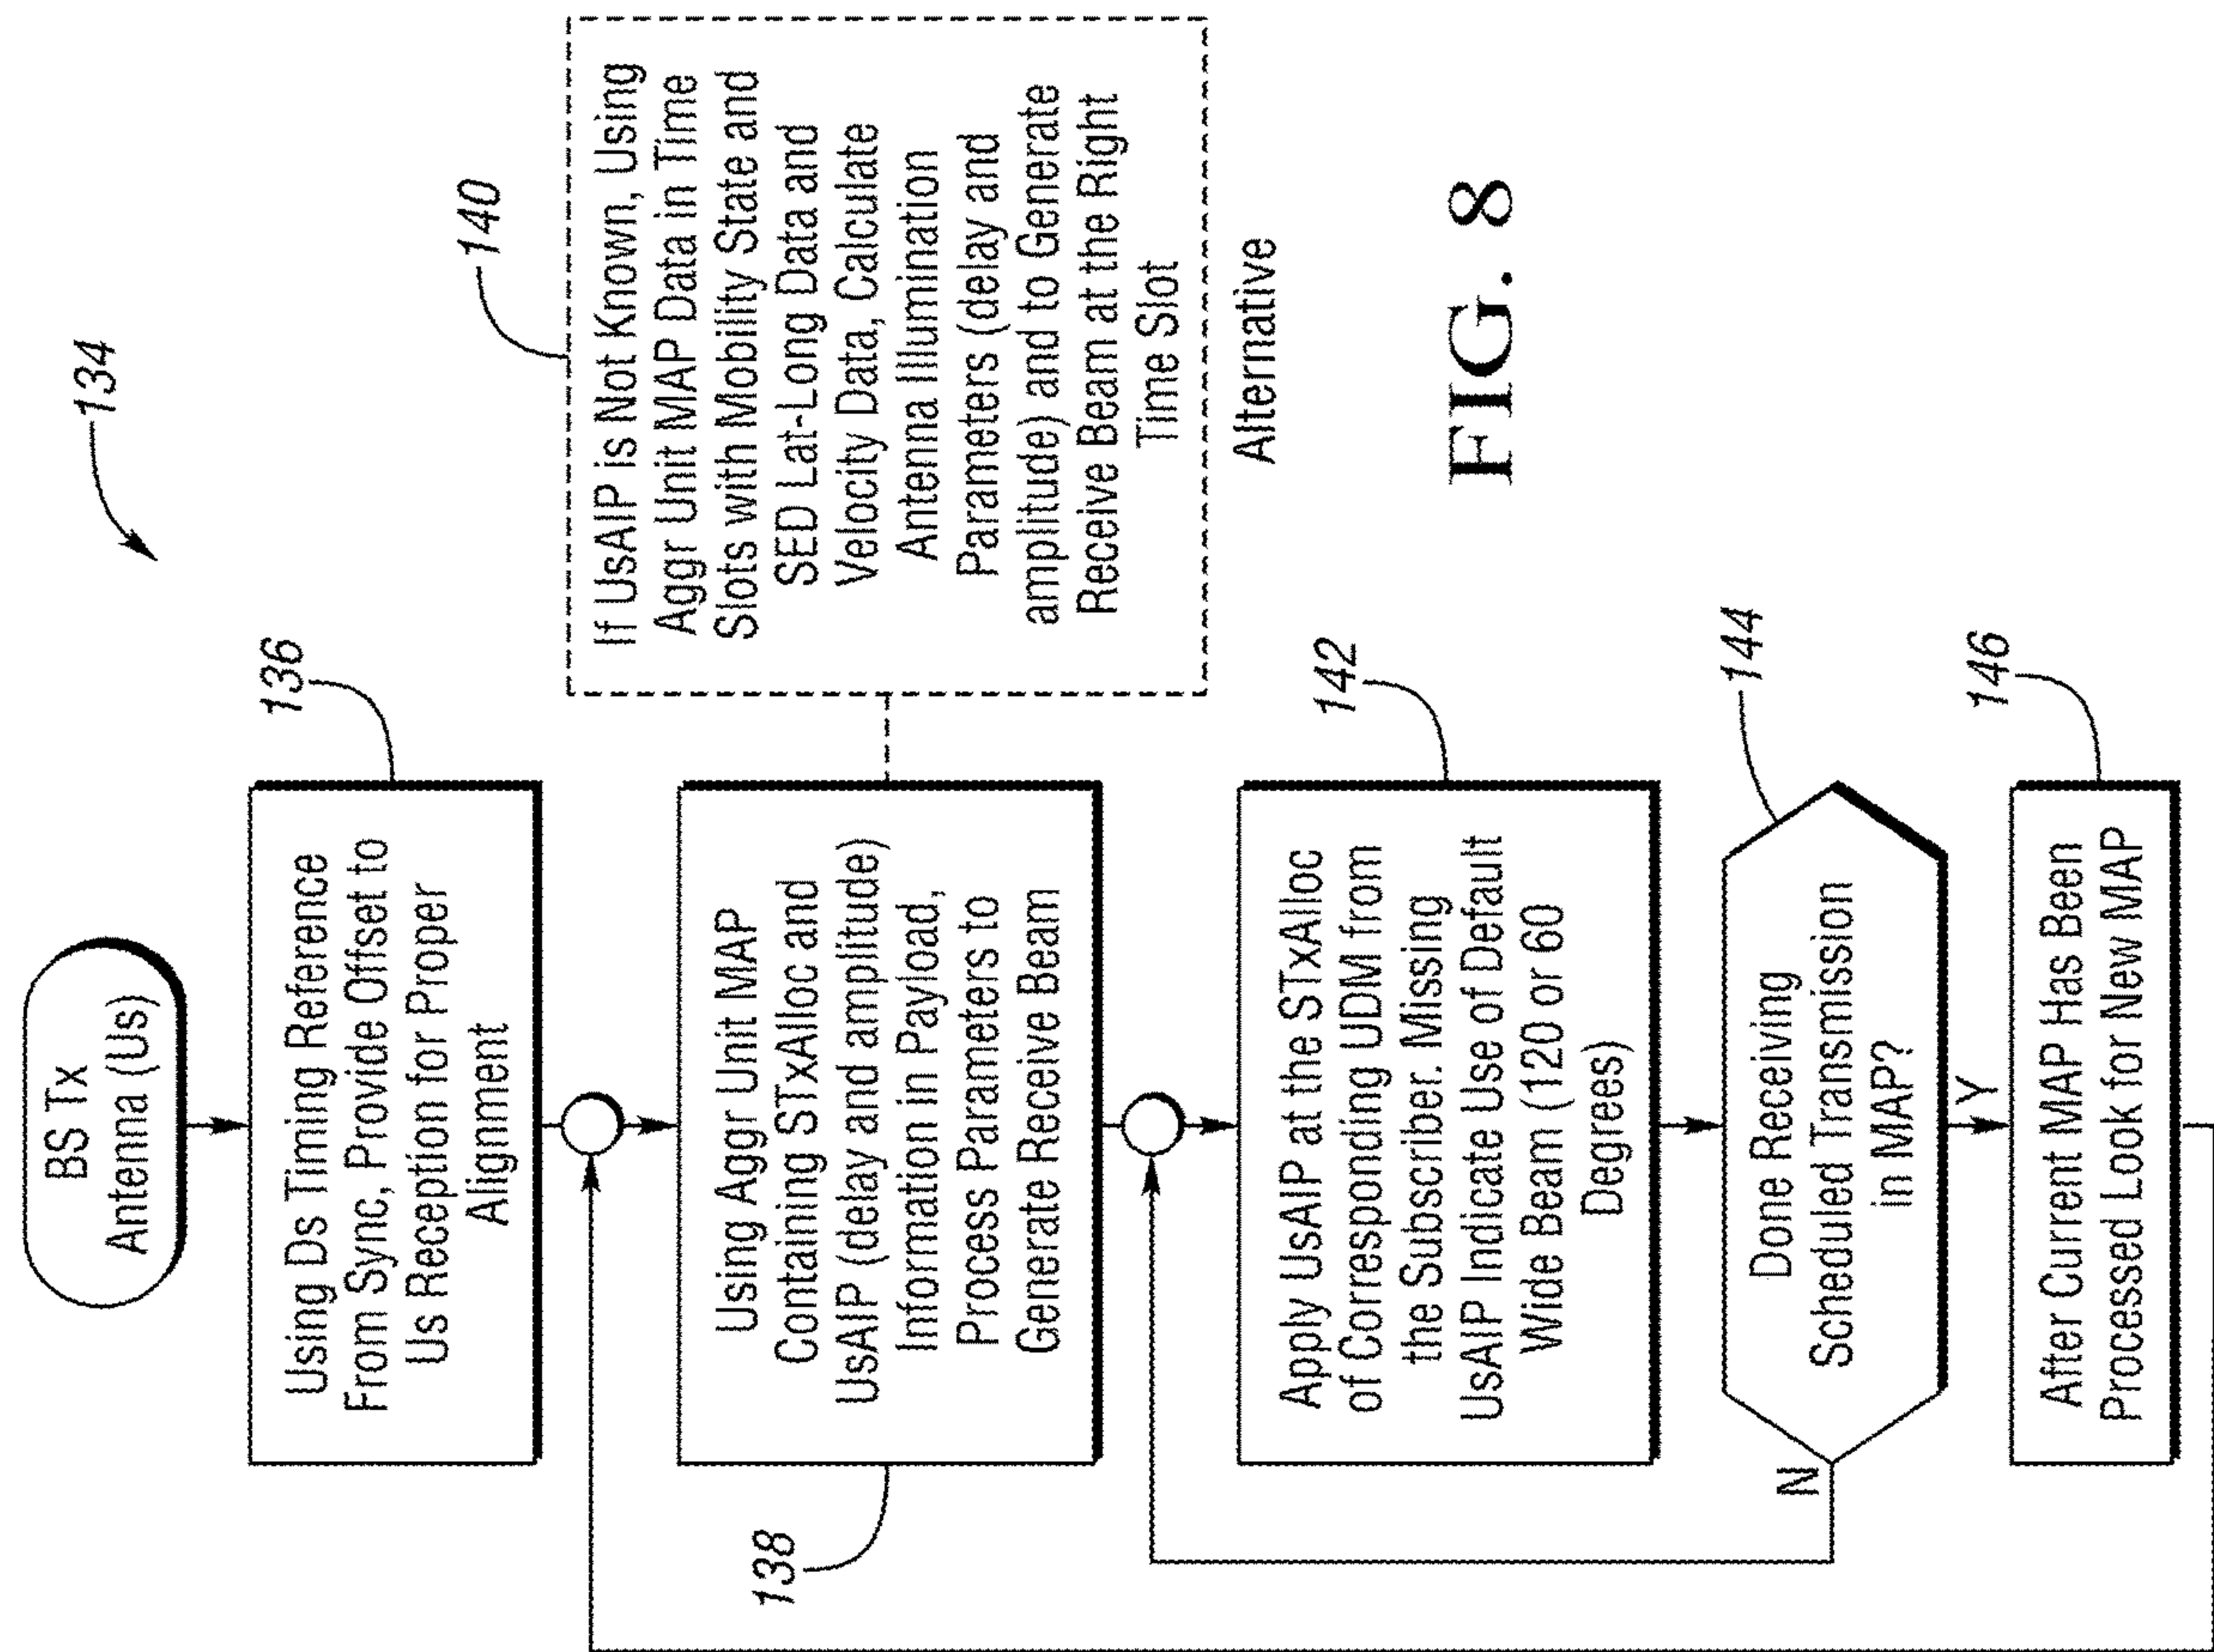 134
BS Tx
Antenna (Us)
136
Using Ds Timing Reference
From Sync, Provide Offset to
Us Reception for Proper
Alignment
138
Using Aggr Unit MAP
Containing STxAlloc and
UsAIP (delay and amplitude)
Information in Payload,
Process Parameters to
Generate Receive Beam
140
If UsAIP is Not Known, Using
Aggr Unit MAP Data in Time
Slots with Mobility State and
SED Lat-Long Data and
Velocity Data, Calculate
Antenna Illumination
Parameters (delay and
amplitude) and to Generate
Receive Beam at the Right
Time Slot
Alternative
142
Apply UsAIP at the STxAlloc
of Corresponding UDM from
the Subscriber. Missing
UsAIP Indicate Use of Default
Wide Beam (120 or 60
Degrees)
144
Done Receiving
Scheduled Transmission
in MAP?
N
Y
146
After Current MAP Has Been
Processed Look for New MAP
FIG. 8